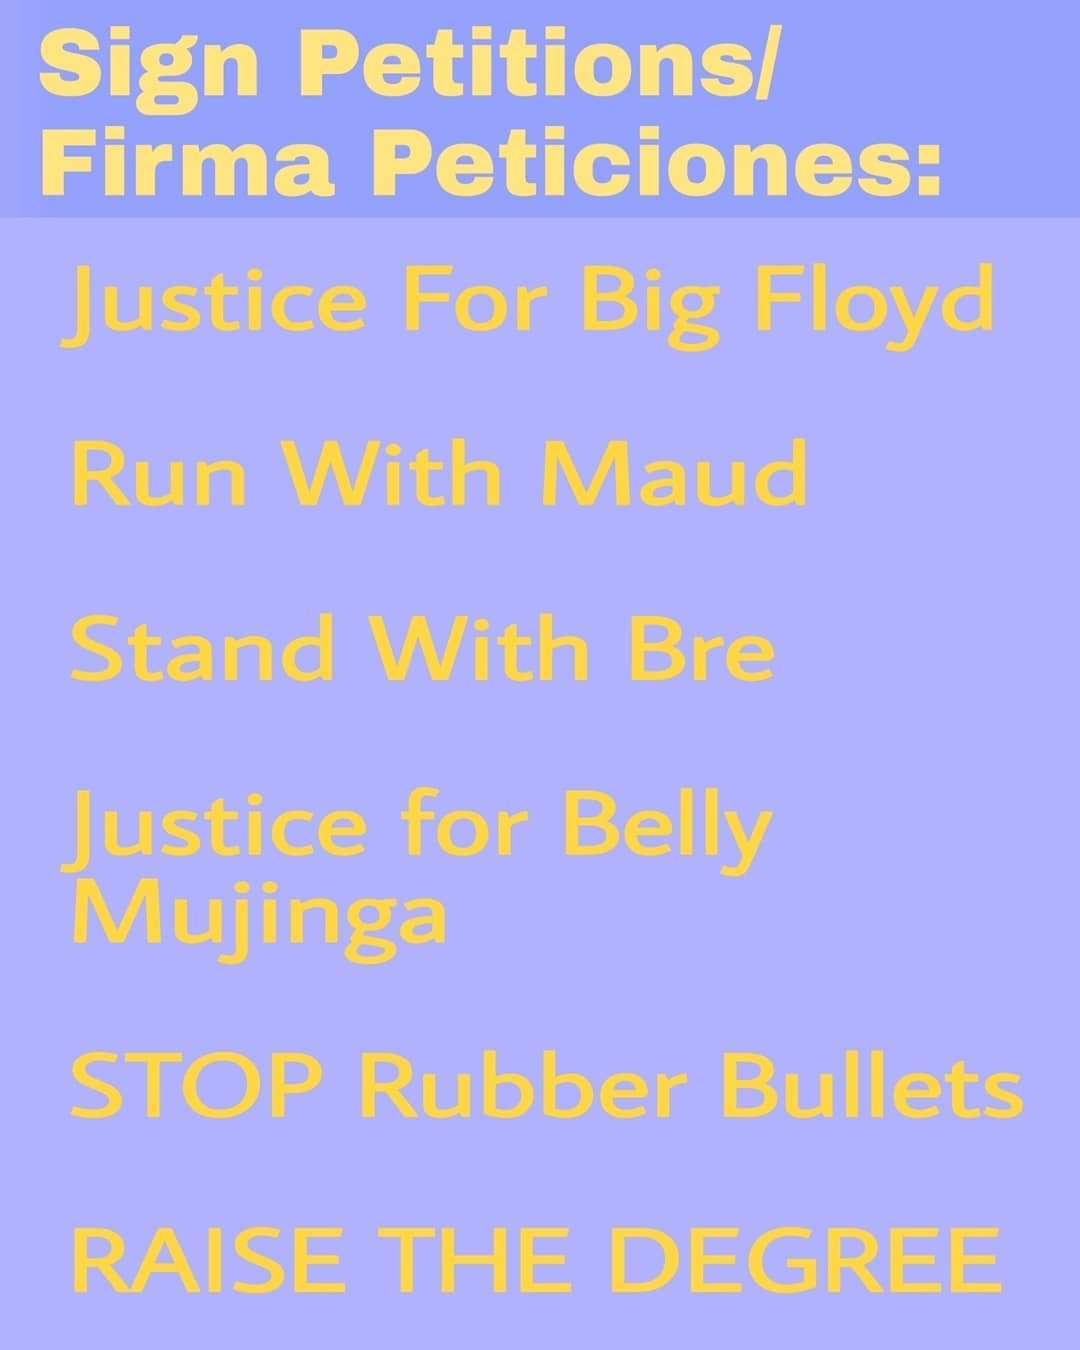 Sign Petitions/
Firma Peticiones:
Justice For Big Floyd
Run With Maud
Stand With Bre
Justice for Belly
Mujinga
STOP Rubber Bullets
RAISE THE DEGREE